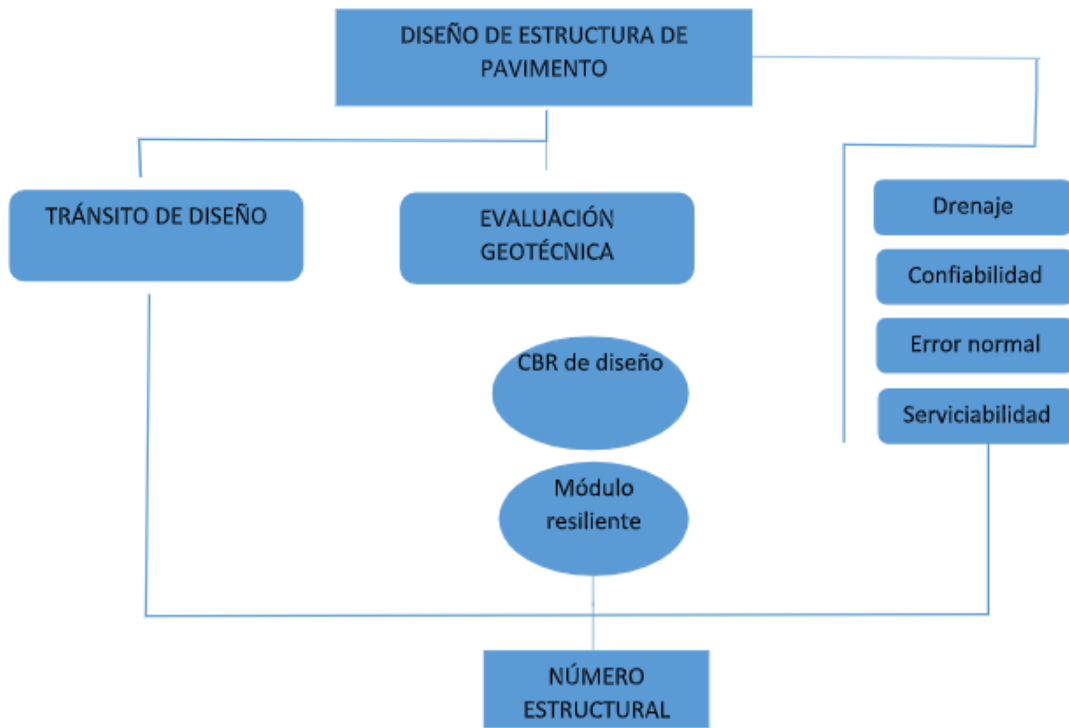 DISEÑO DE ESTRUCTURA DE
PAVIMENTO
TRÁNSITO DE DISEÑO
EVALUACIÓN
GEOTÉCNICA
Drenaje
Confiabilidad
Error normal
Serviciabilidad
CBR de diseño
Módulo
resiliente
NÚMERO
ESTRUCTURAL